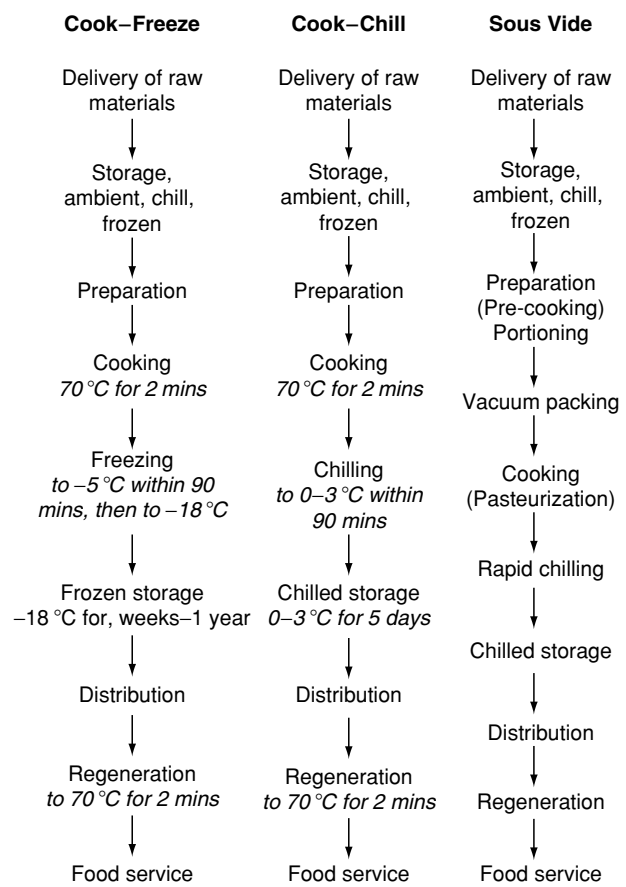 Cook–Freeze
Delivery of raw
materials
Storage,
ambient, chill,
frozen
Preparation
Cooking
70 °C for 2 mins
Freezing
to –5 °C within 90
mins, then to –18 °C
Frozen storage
–18 °C for, weeks–1 year
Distribution
Regeneration
to 70 °C for 2 mins
Food service
Cook–Chill
Delivery of raw
materials
Storage,
ambient, chill,
frozen
Preparation
Cooking
70 °C for 2 mins
Chilling
to 0–3 °C within
90 mins
Chilled storage
0–3 °C for 5 days
Distribution
Regeneration
to 70 °C for 2 mins
Food service
Sous Vide
Delivery of raw
materials
Storage,
ambient, chill,
frozen
Preparation
(Pre-cooking)
Portioning
Vacuum packing
Cooking
(Pasteurization)
Rapid chilling
Chilled storage
Distribution
Regeneration
Food service